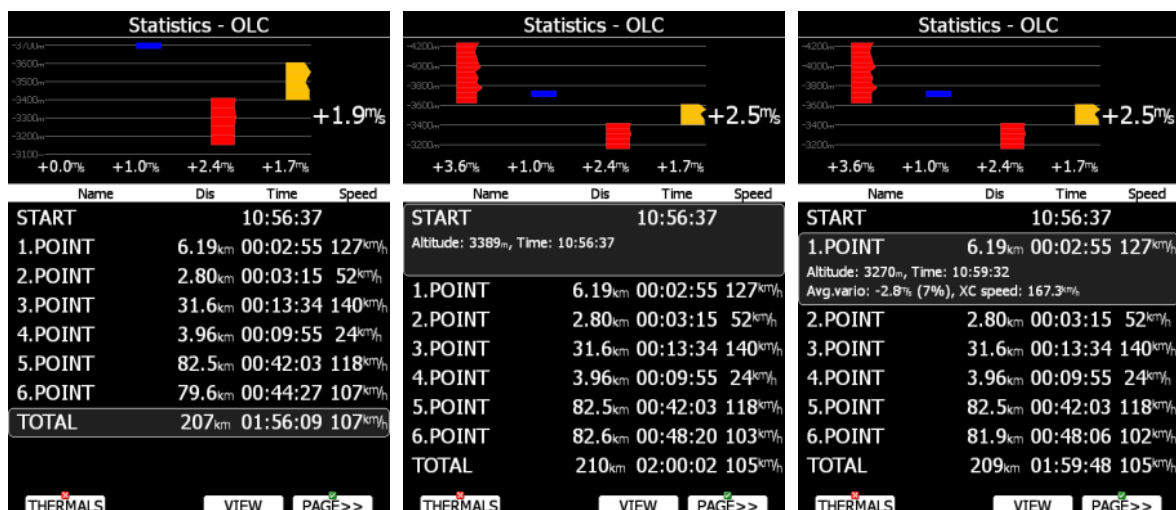 Statistics - OLC
-3700m
-3600m
-3500m
-3400m
-3300m
-3200m
-3100m
+1.9m/s
+0.0m/s +1.0m/s +2.4m/s +1.7m/s
Name Dis Time Speed
START 10:56:37
1.POINT 6.19km 00:02:55 127km/h
2.POINT 2.80km 00:03:15 52km/h
3.POINT 31.6km 00:13:34 140km/h
4.POINT 3.96km 00:09:55 24km/h
5.POINT 82.5km 00:42:03 118km/h
6.POINT 79.6km 00:44:27 107km/h
TOTAL 207km 01:56:09 107km/h
THERMALS VIEW PAGE>>
Statistics - OLC
-4200m
-4000m
-3800m
-3600m
-3400m
-3200m
+2.5m/s
+3.6m/s +1.0m/s +2.4m/s +1.7m/s
Name Dis Time Speed
START 10:56:37
Altitude: 3389m, Time: 10:56:37
1.POINT 6.19km 00:02:55 127km/h
2.POINT 2.80km 00:03:15 52km/h
3.POINT 31.6km 00:13:34 140km/h
4.POINT 3.96km 00:09:55 24km/h
5.POINT 82.5km 00:42:03 118km/h
6.POINT 82.6km 00:48:20 103km/h
TOTAL 210km 02:00:02 105km/h
THERMALS VIEW PAGE>>
Statistics - OLC
-4200m
-4000m
-3800m
-3600m
-3400m
-3200m
+2.5m/s
+3.6m/s +1.0m/s +2.4m/s +1.7m/s
Name Dis Time Speed
START 10:56:37
1.POINT 6.19km 00:02:55 127km/h
Altitude: 3270m, Time: 10:59:32
Avg.vario: -2.8m/s (7%), XC speed: 167.3km/h
2.POINT 2.80km 00:03:15 52km/h
3.POINT 31.6km 00:13:34 140km/h
4.POINT 3.96km 00:09:55 24km/h
5.POINT 82.5km 00:42:03 118km/h
6.POINT 81.9km 00:48:06 102km/h
TOTAL 209km 01:59:48 105km/h
THERMALS VIEW PAGE>>